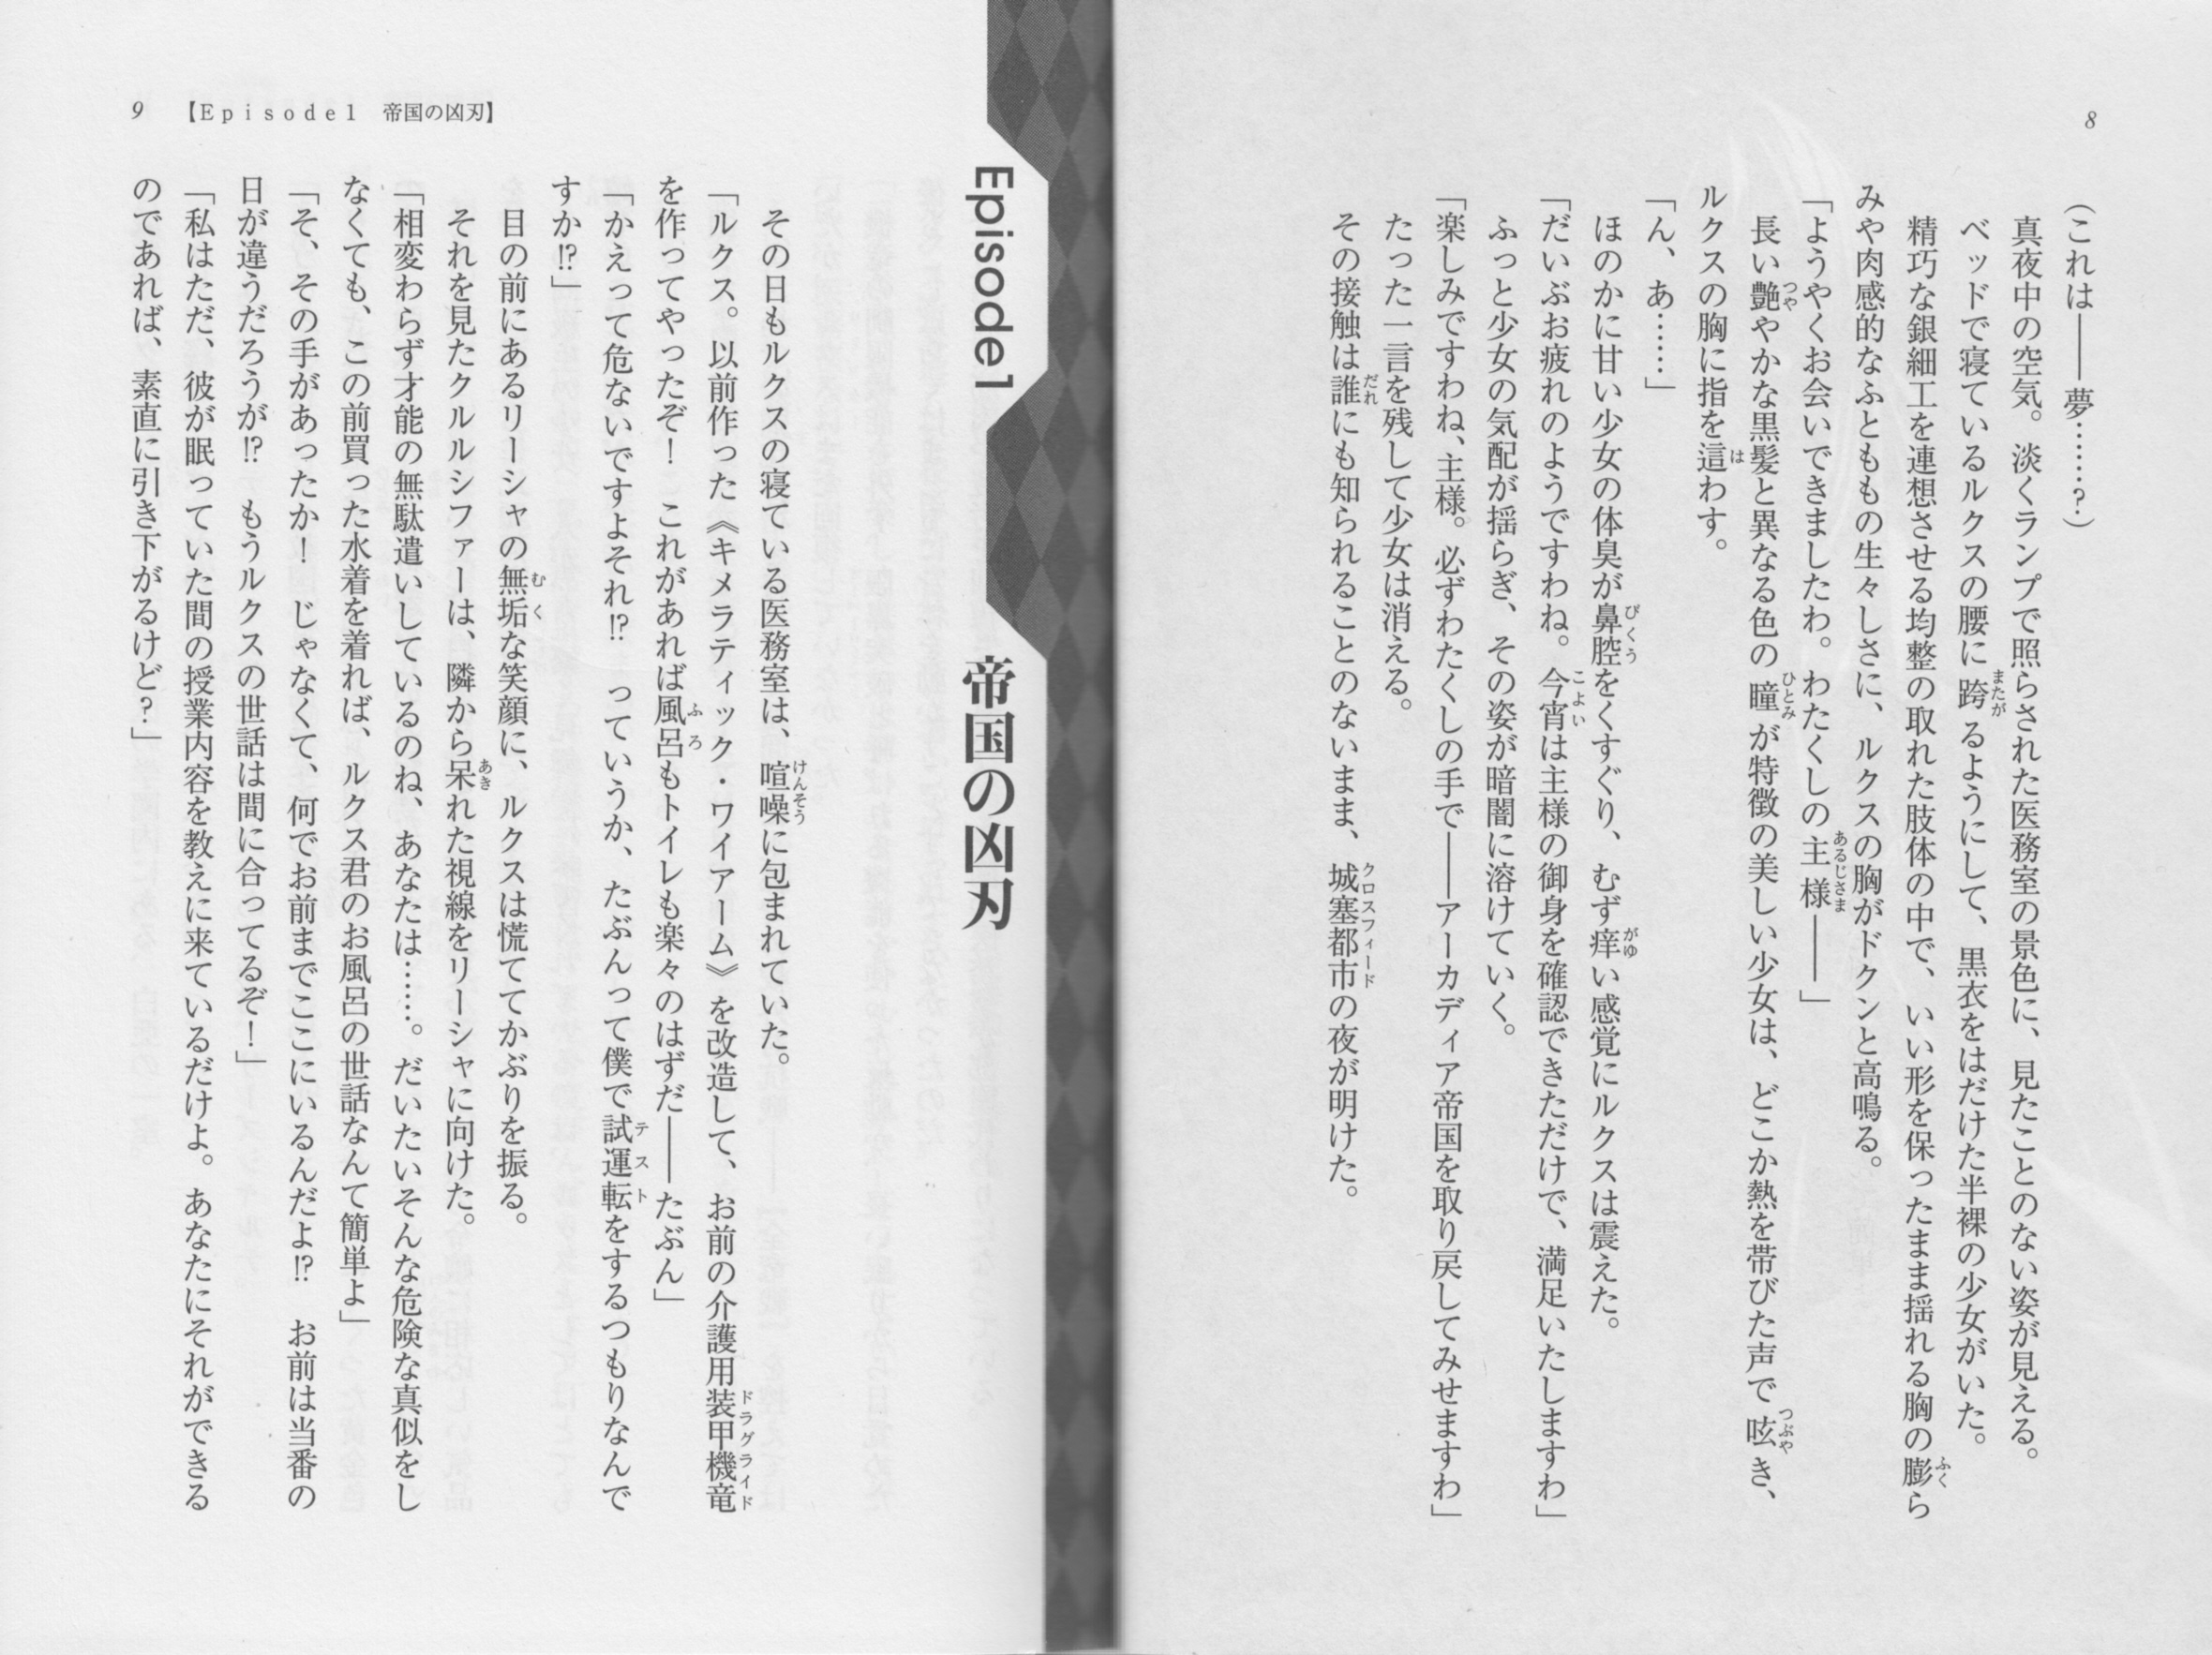 8
(これは――夢……?)
真夜中の空気。淡くランプで照らされた医務室の景色に、見たことのない姿が見える。
ベッドで寝ているルクスの腰に跨るようにして、黒衣をはだけた半裸の少女がいた。
精巧な銀細工を連想させる均整の取れた肢体の中で、いい形を保ったまま揺れる胸の膨ら
みや肉感的なふとももの生々しさに、ルクスの胸がドクンと高鳴る。
「ようやくお会いできましたわ。わたくしの主様――」
長い艶やかな黒髪と異なる色の瞳が特徴の美しい少女は、どこか熱を帯びた声で呟き、
ルクスの胸に指を這わす。
「ん、あ……」
ほのかに甘い少女の体臭が鼻腔をくすぐり、むず痒い感覚にルクスは震えた。
「だいぶお疲れのようですわね。今宵は主様の御身を確認できただけで、満足いたしますわ」
ふっと少女の気配が揺らぎ、その姿が暗闇に溶けていく。
「楽しみですわね、主様。必ずわたくしの手で――アーカディア帝国を取り戻してみせますわ」
たった一言を残して少女は消える。
その接触は誰にも知られることのないまま、城塞都市の夜が明けた。
Episode1 帝国の凶刃
その日もルクスの寝ている医務室は、喧噪に包まれていた。
「ルクス。以前作った《キメラティック・ワイアーム》を改造して、お前の介護用装甲機竜
を作ってやったぞ! これがあれば風呂もトイレも楽々のはずだ――たぶん」
「かえって危ないですよそれ!? っていうか、たぶんって僕で試運転をするつもりなんで
すか!?」
目の前にあるリーシャの無垢な笑顔に、ルクスは慌ててかぶりを振る。
それを見たクルルシファーは、隣から呆れた視線をリーシャに向けた。
「相変わらず才能の無駄遣いしているのね、あなたは……。だいたいそんな危険な真似をし
なくても、この前買った水着を着れば、ルクス君のお風呂の世話なんて簡単よ」
「そ、その手があったか! じゃなくて、何でお前までここにいるんだよ!? お前は当番の
日が違うだろうが!? もうルクスの世話は間に合ってるぞ!」
「私はただ、彼が眠っていた間の授業内容を教えに来ているだけよ。あなたにそれができる
のであれば、素直に引き下がるけど?」
9 【Episode1 帝国の凶刃】